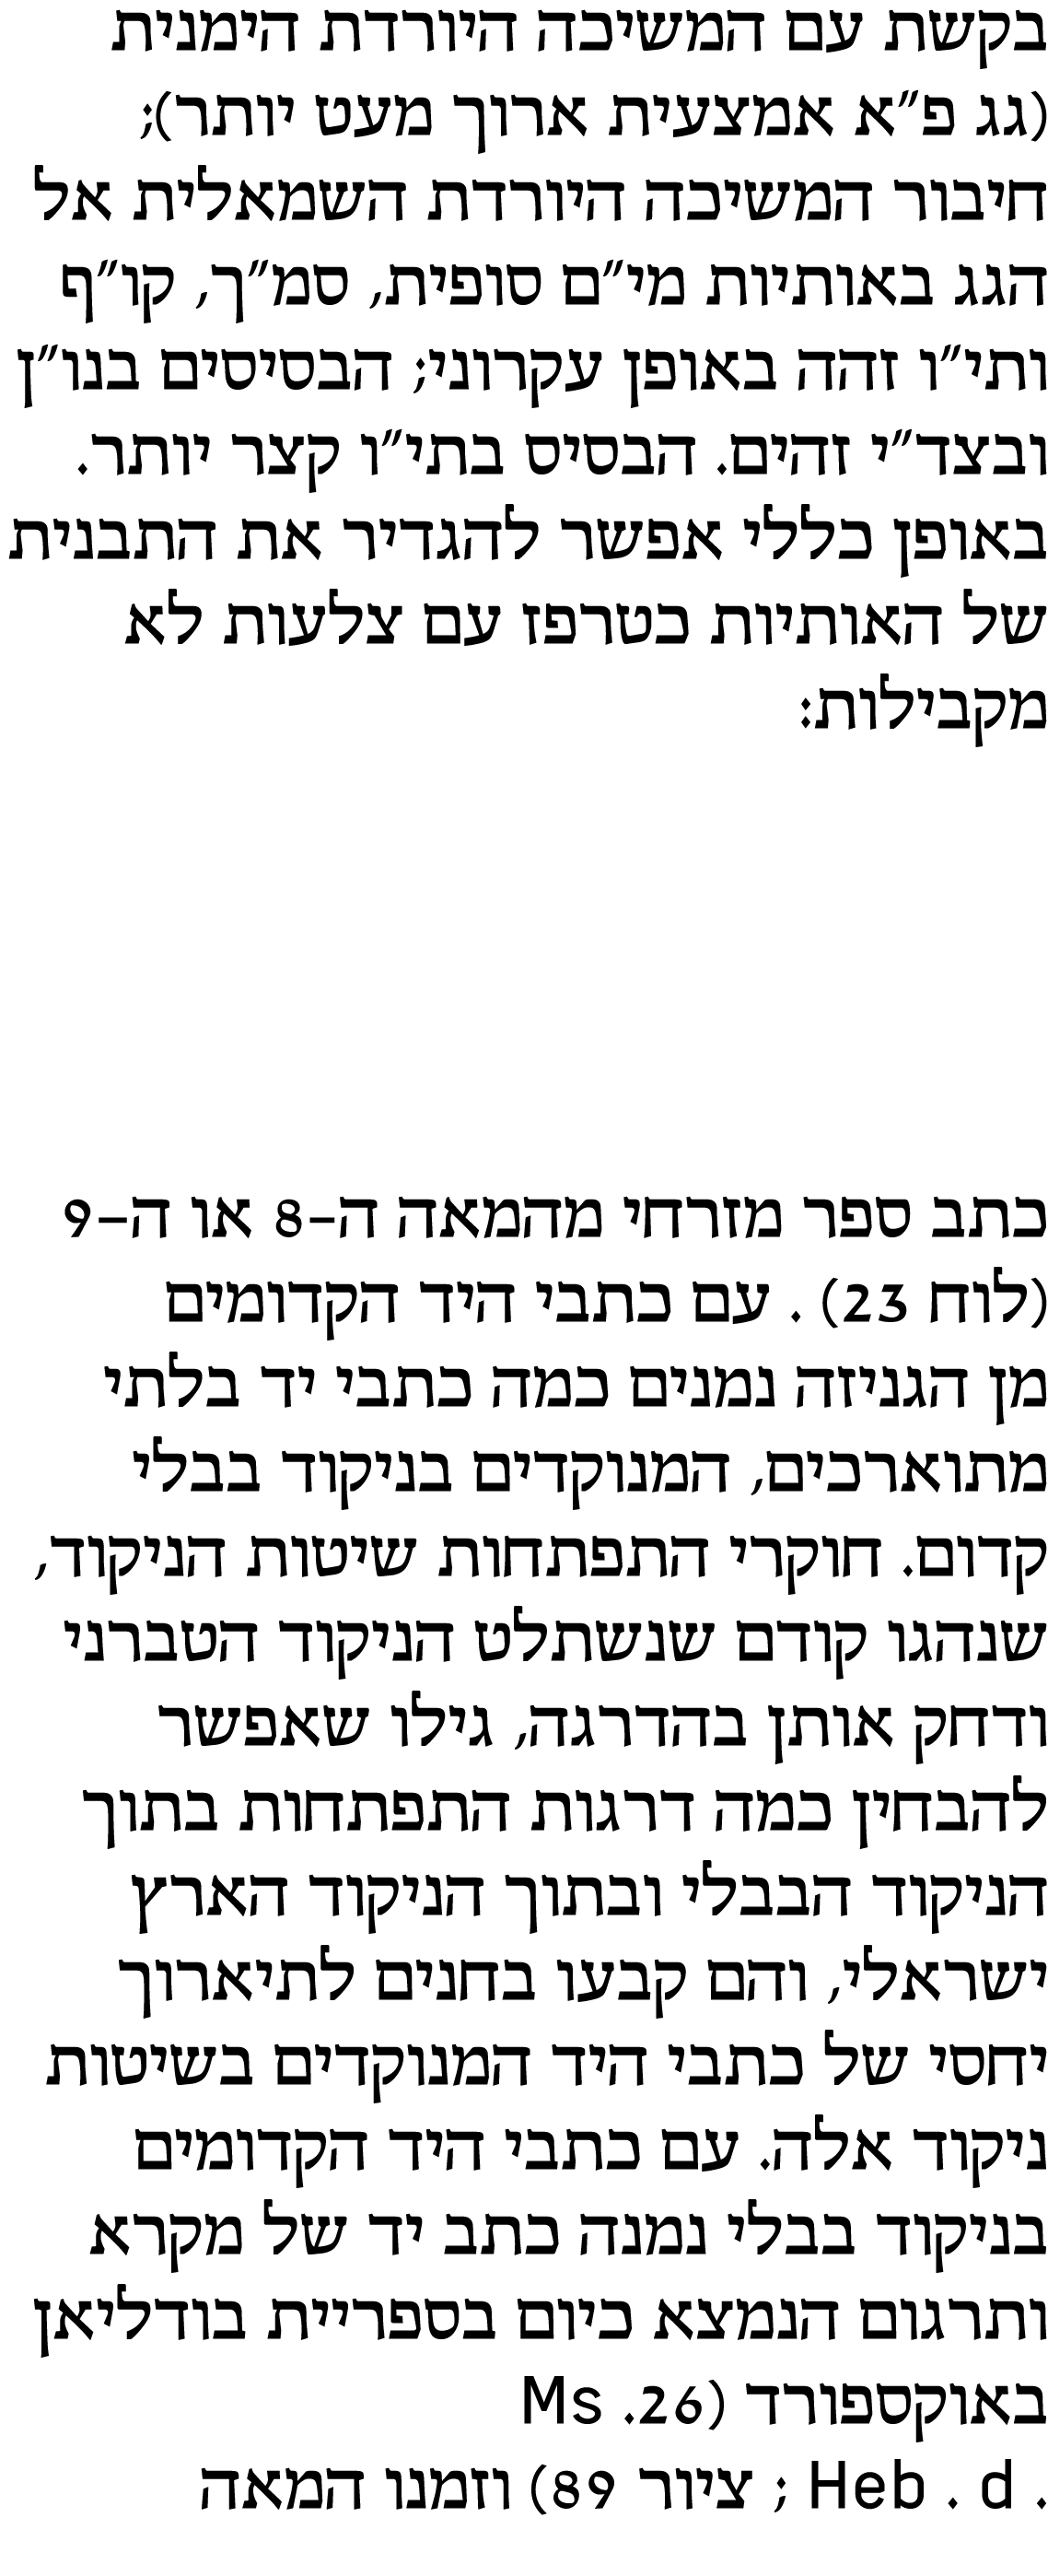 בקשת עם המשיכה היורדת הימנית
(גג פ״א אמצעית ארוך מעט יותר);
חיבור המשיכה היורדת השמאלית אל
הגג באותיות מי״ם סופית, סמ״ך, קו״ף
ותי״ו זהה באופן עקרוני; הבסיסים בנו״ן
ובצד״י זהים. הבסיס בתי״ו קצר יותר.
באופן כללי אפשר להגדיר את התבנית
של האותיות כטרפז עם צלעות לא
מקבילות:
כתב ספר מזרחי מהמאה ה–8 או ה–9
(לוח 23) . עם כתבי היד הקדומים
מן הגניזה נמנים כמה כתבי יד בלתי
מתוארכים, המנוקדים בניקוד בבלי
קדום. חוקרי התפתחות שיטות הניקוד,
שנהגו קודם שנשתלט הניקוד הטברני
ודחק אותן בהדרגה, גילו שאפשר
להבחין כמה דרגות התפתחות בתוך
הניקוד הבבלי ובתוך הניקוד הארץ
ישראלי, והם קבעו בחנים לתיארוך
יחסי של כתבי היד המנוקדים בשיטות
ניקוד אלה. עם כתבי היד הקדומים
בניקוד בבלי נמנה כתב יד של מקרא
ותרגום הנמצא כיום בספריית בודליאן
באוקספורד (26. Ms
. Heb . d ; ציור 89) וזמנו המאה